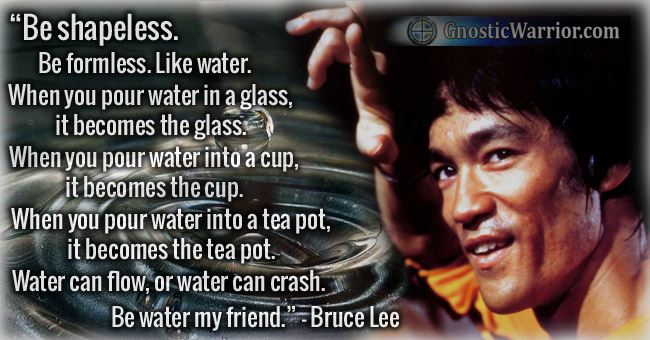 GnosticWarrior.com
“Be shapeless.
Be formless. Like water.
When you pour water in a glass,
it becomes the glass.
When you pour water into a cup,
it becomes the cup.
When you pour water into a tea pot,
it becomes the tea pot.
Water can flow, or water can crash.
Be water my friend.” - Bruce Lee